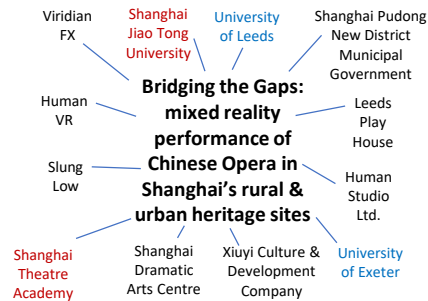 Viridian
FX
Shanghai
Jiao Tong
University
University
of Leeds
Shanghai Pudong
New District
Municipal
Government
Human
VR
Bridging the Gaps:
mixed reality
performance of
Chinese Opera in
Shanghai's rural &
urban heritage sites
Leeds
Play
House
Slung
Low
Human
Studio
Ltd.
Shanghai
Theatre
Academy
Shanghai
Dramatic
Arts Centre
Xiuyi Culture &
Development
Company
University
of Exeter